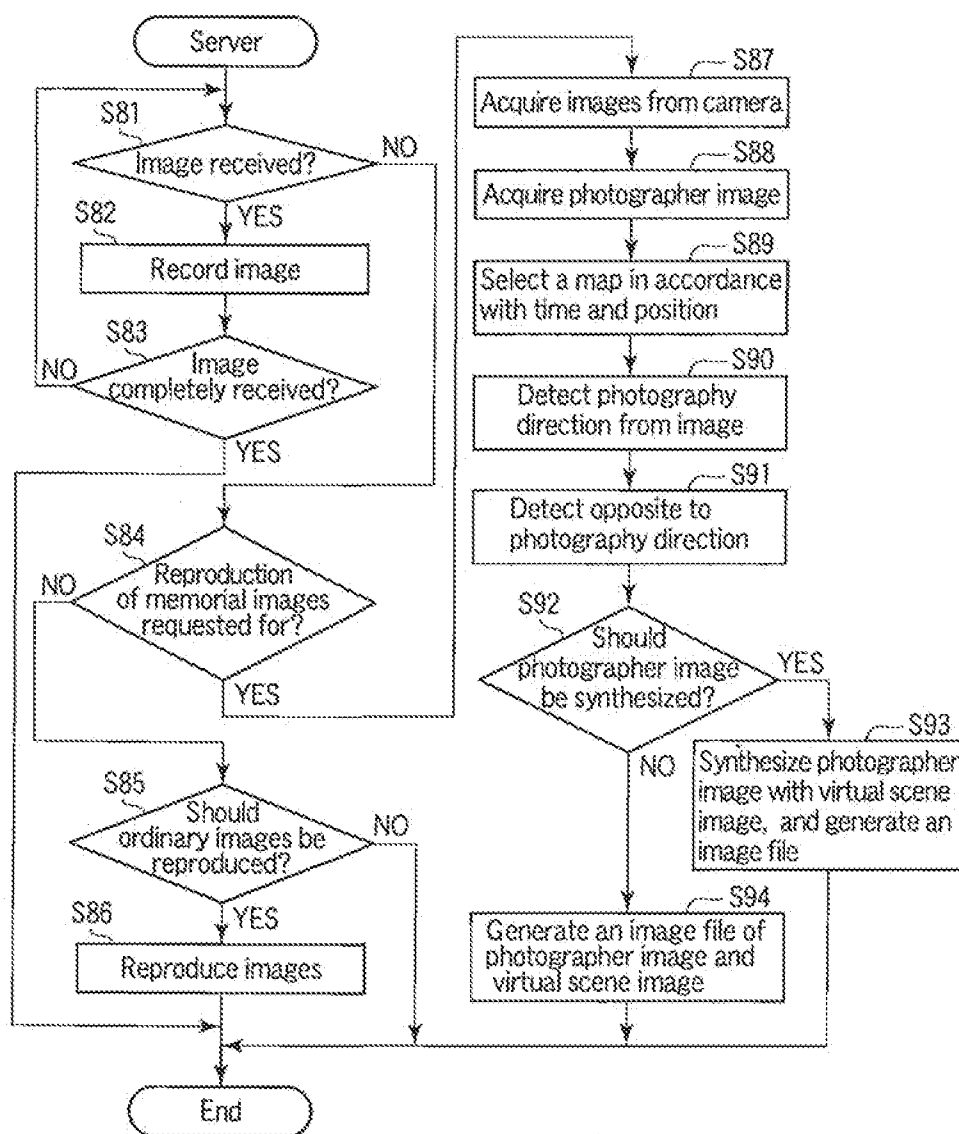 Server
S81
Image received?
NO
YES
S82
Record image
S83
NO
Image
completely received?
YES
S84
NO
Reproduction
of memorial images
requested for?
YES
S85
Should
ordinary images be
reproduced?
NO
YES
S86
Reproduce images
End
S87
Acquire images from camera
S88
Acquire photographer image
S89
Select a map in accordance
with time and position
S90
Detect photography
direction from image
S91
Detect opposite to
photography direction
S92
Should
photographer image
be synthesized?
YES
NO
S93
Synthesize photographer
image with virtual scene
image, and generate an
image file
S94
Generate an image file of
photographer image and
virtual scene image